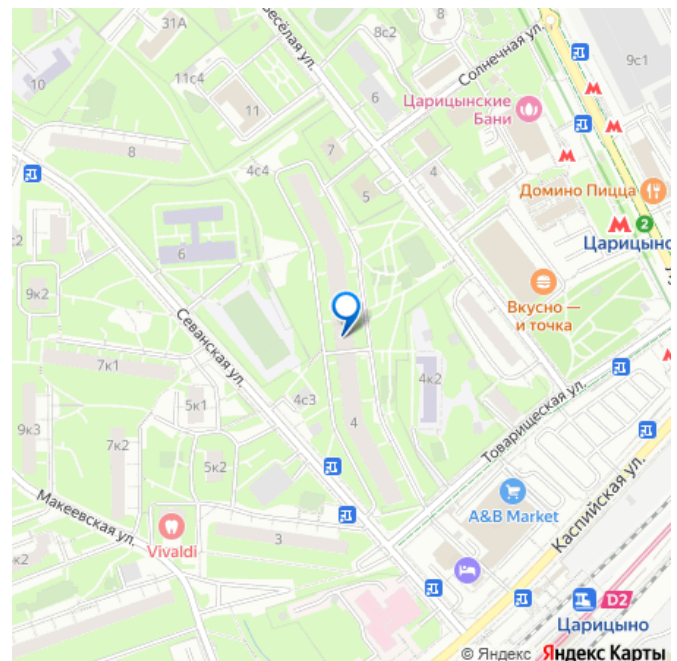 31А
Весёлая ул.
8
8с2
Солнечная ул.
9с1
10
11с4
11
6
Царицынские
Бани
8
7
4с4
5
4
Домино Пицца
2
6
9к2
Вкусно —
и точка
Севанская ул.
7к1
5к1
4с3
4к2
Товарищеская ул.
9к3
7к2
4
5к2
Макеевская ул.
A&B Market
Каспийская ул.
Vivaldi
3
к2
D2
Царицыно
© Яндекс Яндекс Карты